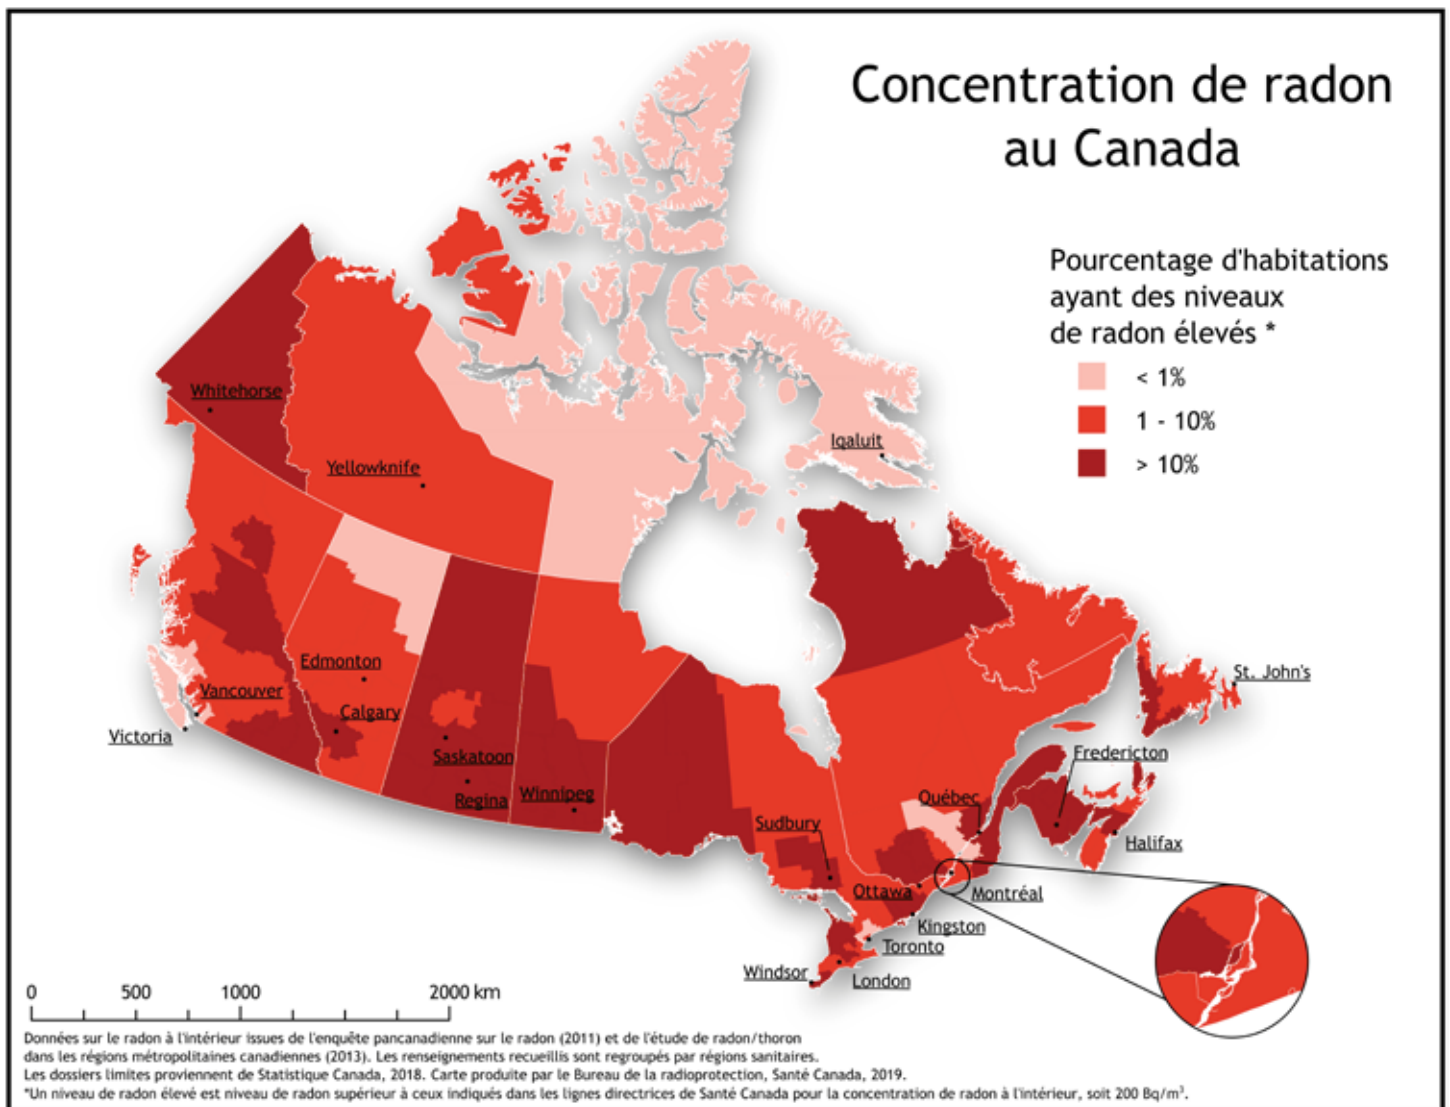 Concentration de radon
au Canada
Pourcentage d'habitations
ayant des niveaux
de radon élevés *
< 1%
1 - 10%
> 10%
Whitehorse
Yellowknife
Iqaluit
Edmonton
Vancouver
Calgary
Victoria
Saskatoon
Regina
Winnipeg
St. John's
Fredericton
Québec
Sudbury
Halifax
Ottawa
Montréal
Kingston
Toronto
Windsor
London
0 500 1000 2000 km
Données sur le radon à l'intérieur issues de l'enquête pancanadienne sur le radon (2011) et de l'étude de radon/thoron
dans les régions métropolitaines canadiennes (2013). Les renseignements recueillis sont regroupés par régions sanitaires.
Les dossiers limites proviennent de Statistique Canada, 2018. Carte produite par le Bureau de la radioprotection, Santé Canada, 2019.
*Un niveau de radon élevé est niveau de radon supérieur à ceux indiqués dans les lignes directrices de Santé Canada pour la concentration de radon à l'intérieur, soit 200 Bq/m³.